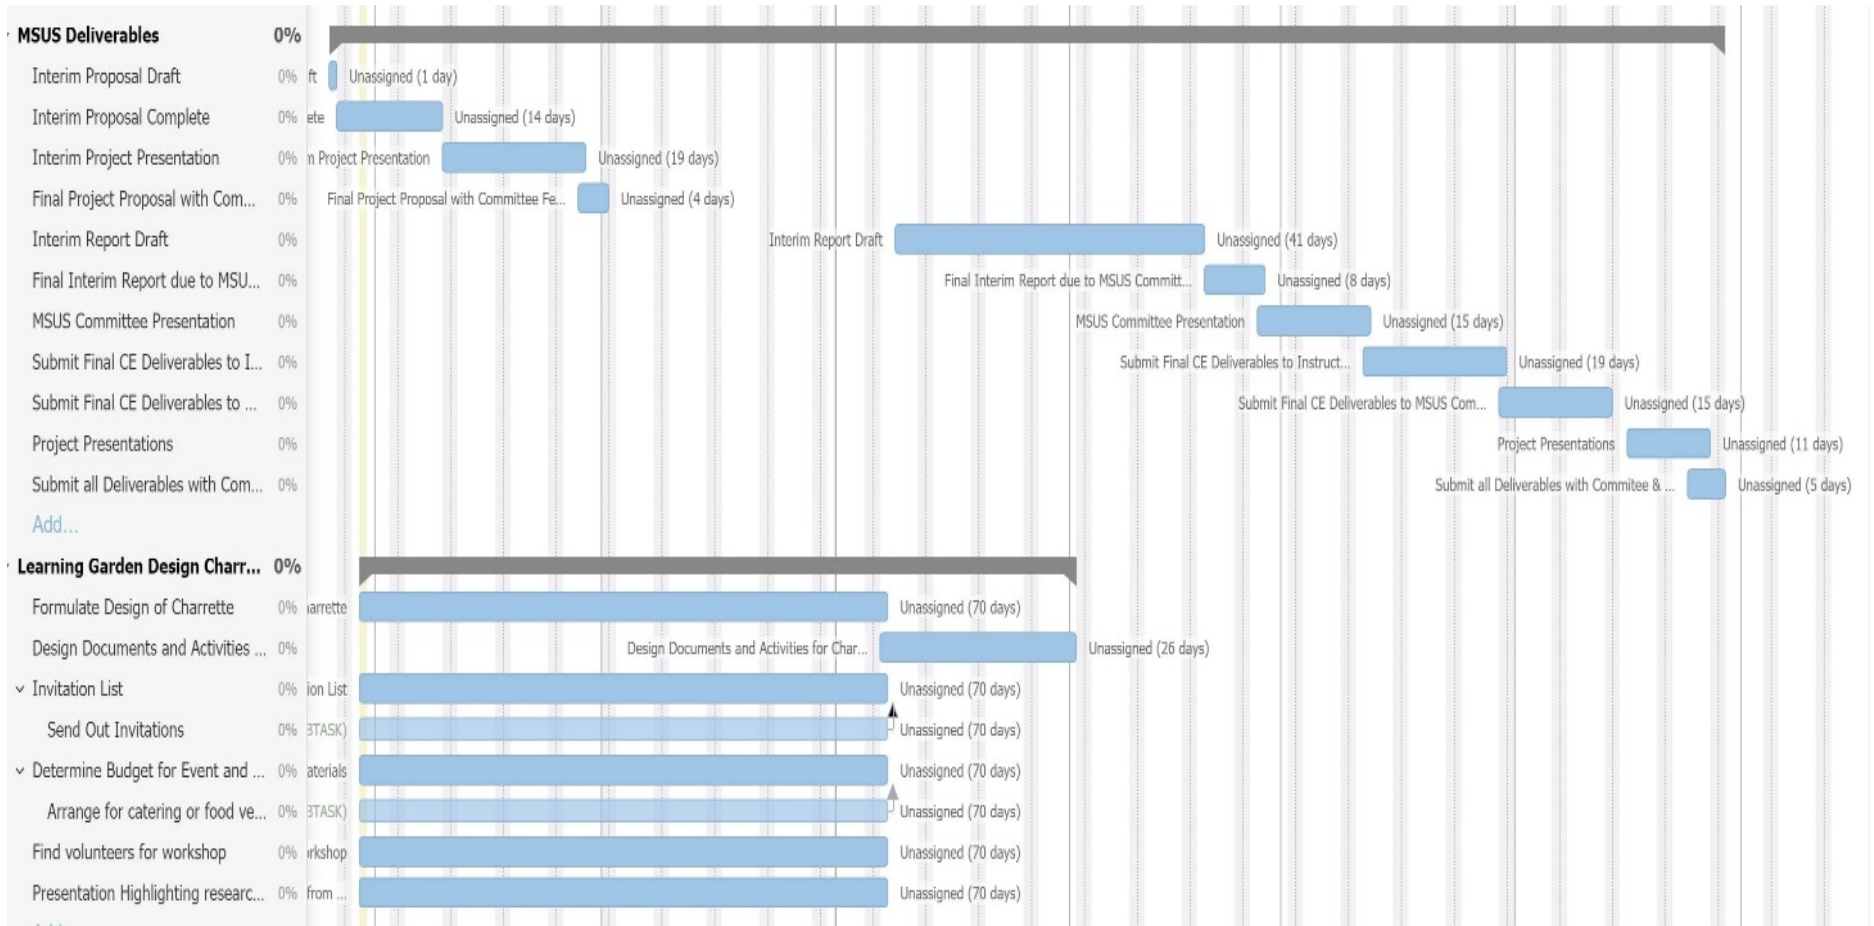 MSUS Deliverables 0%
Interim Proposal Draft 0% ft Unassigned (1 day)
Interim Proposal Complete 0% ete Unassigned (14 days)
Interim Project Presentation 0% n Project Presentation Unassigned (19 days)
Final Project Proposal with Com... 0% Final Project Proposal with Committee Fe... Unassigned (4 days)
Interim Report Draft 0% Interim Report Draft Unassigned (41 days)
Final Interim Report due to MSU... 0% Final Interim Report due to MSUS Committ... Unassigned (8 days)
MSUS Committee Presentation 0% MSUS Committee Presentation Unassigned (15 days)
Submit Final CE Deliverables to I... 0% Submit Final CE Deliverables to Instruct... Unassigned (19 days)
Submit Final CE Deliverables to ... 0% Submit Final CE Deliverables to MSUS Com... Unassigned (15 days)
Project Presentations 0% Project Presentations Unassigned (11 days)
Submit all Deliverables with Com... 0% Submit all Deliverables with Commitee & ... Unassigned (5 days)
Add...
Learning Garden Design Charr... 0%
Formulate Design of Charrette 0% arrette Unassigned (70 days)
Design Documents and Activities ... 0% Design Documents and Activities for Char... Unassigned (26 days)
Invitation List 0% ion List Unassigned (70 days)
Send Out Invitations 0% BTASK) Unassigned (70 days)
Determine Budget for Event and ... 0% aterials Unassigned (70 days)
Arrange for catering or food ve... 0% BTASK) Unassigned (70 days)
Find volunteers for workshop 0% rkshop Unassigned (70 days)
Presentation Highlighting researc... 0% from ... Unassigned (70 days)